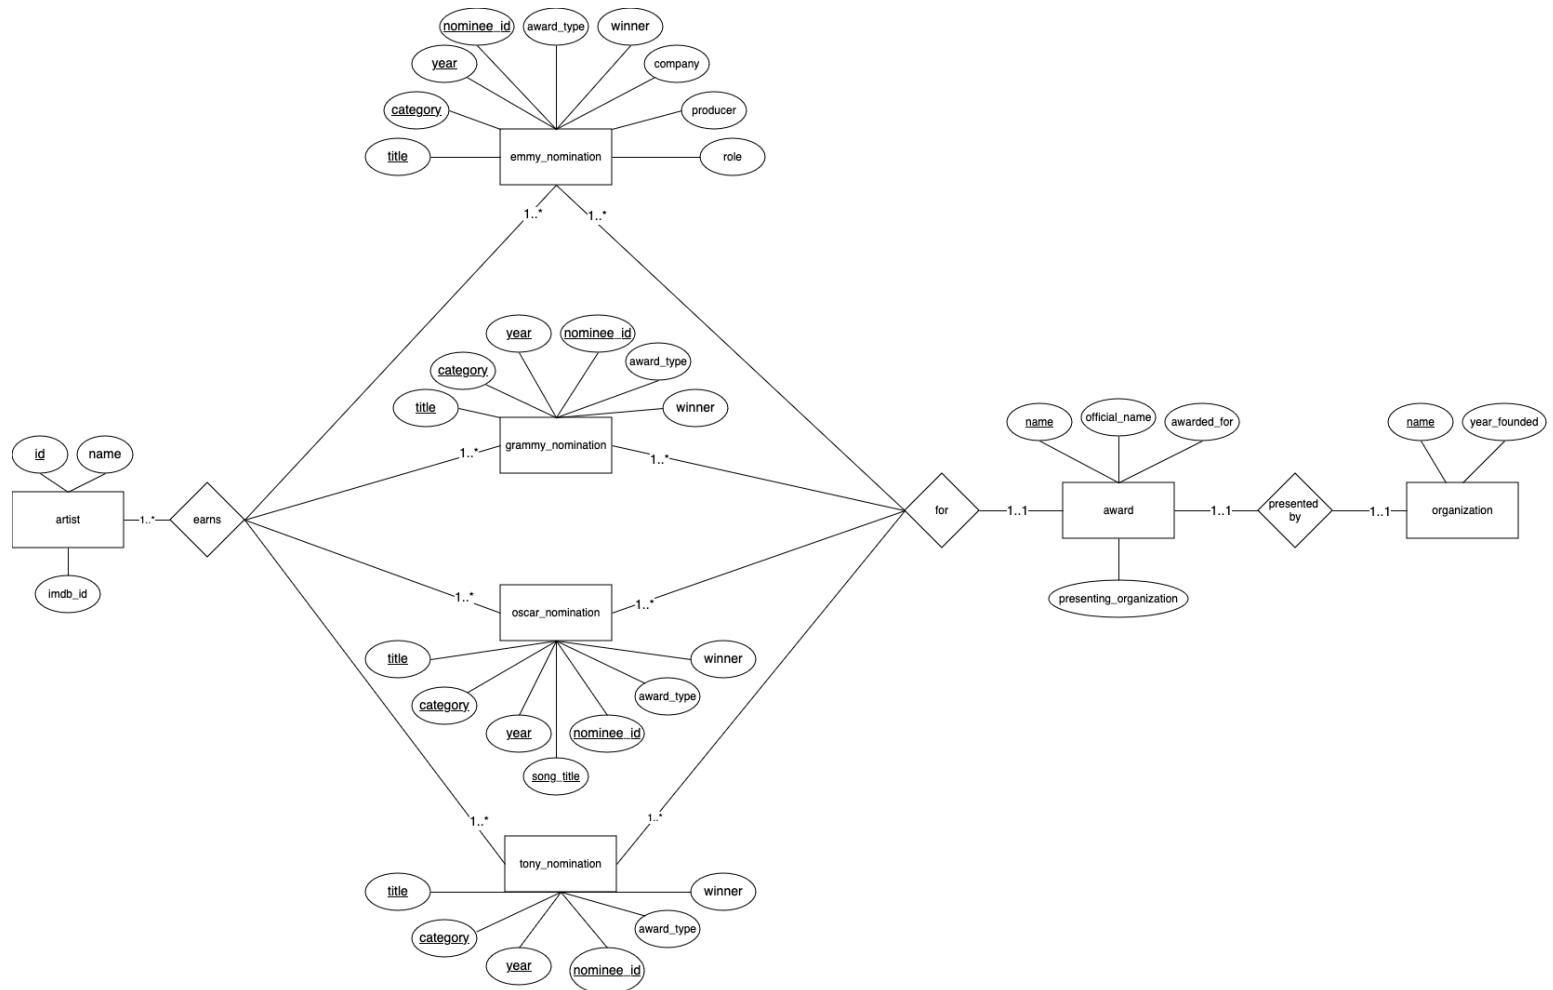 nominee_id
award_type
winner
year
company
category
producer
title
emmy_nomination
role
1..*
1..*
year
nominee_id
award_type
category
title
winner
grammy_nomination
1..*
1..*
id
name
artist
1..*
earns
imdb_id
name
official_name
awarded_for
for
1..1
award
1..1
presented
by
1..1
organization
name
year_founded
presenting_organization
1..*
1..*
oscar_nomination
title
winner
category
award_type
year
nominee_id
song_title
1..*
1..*
tony_nomination
title
winner
category
award_type
year
nominee_id